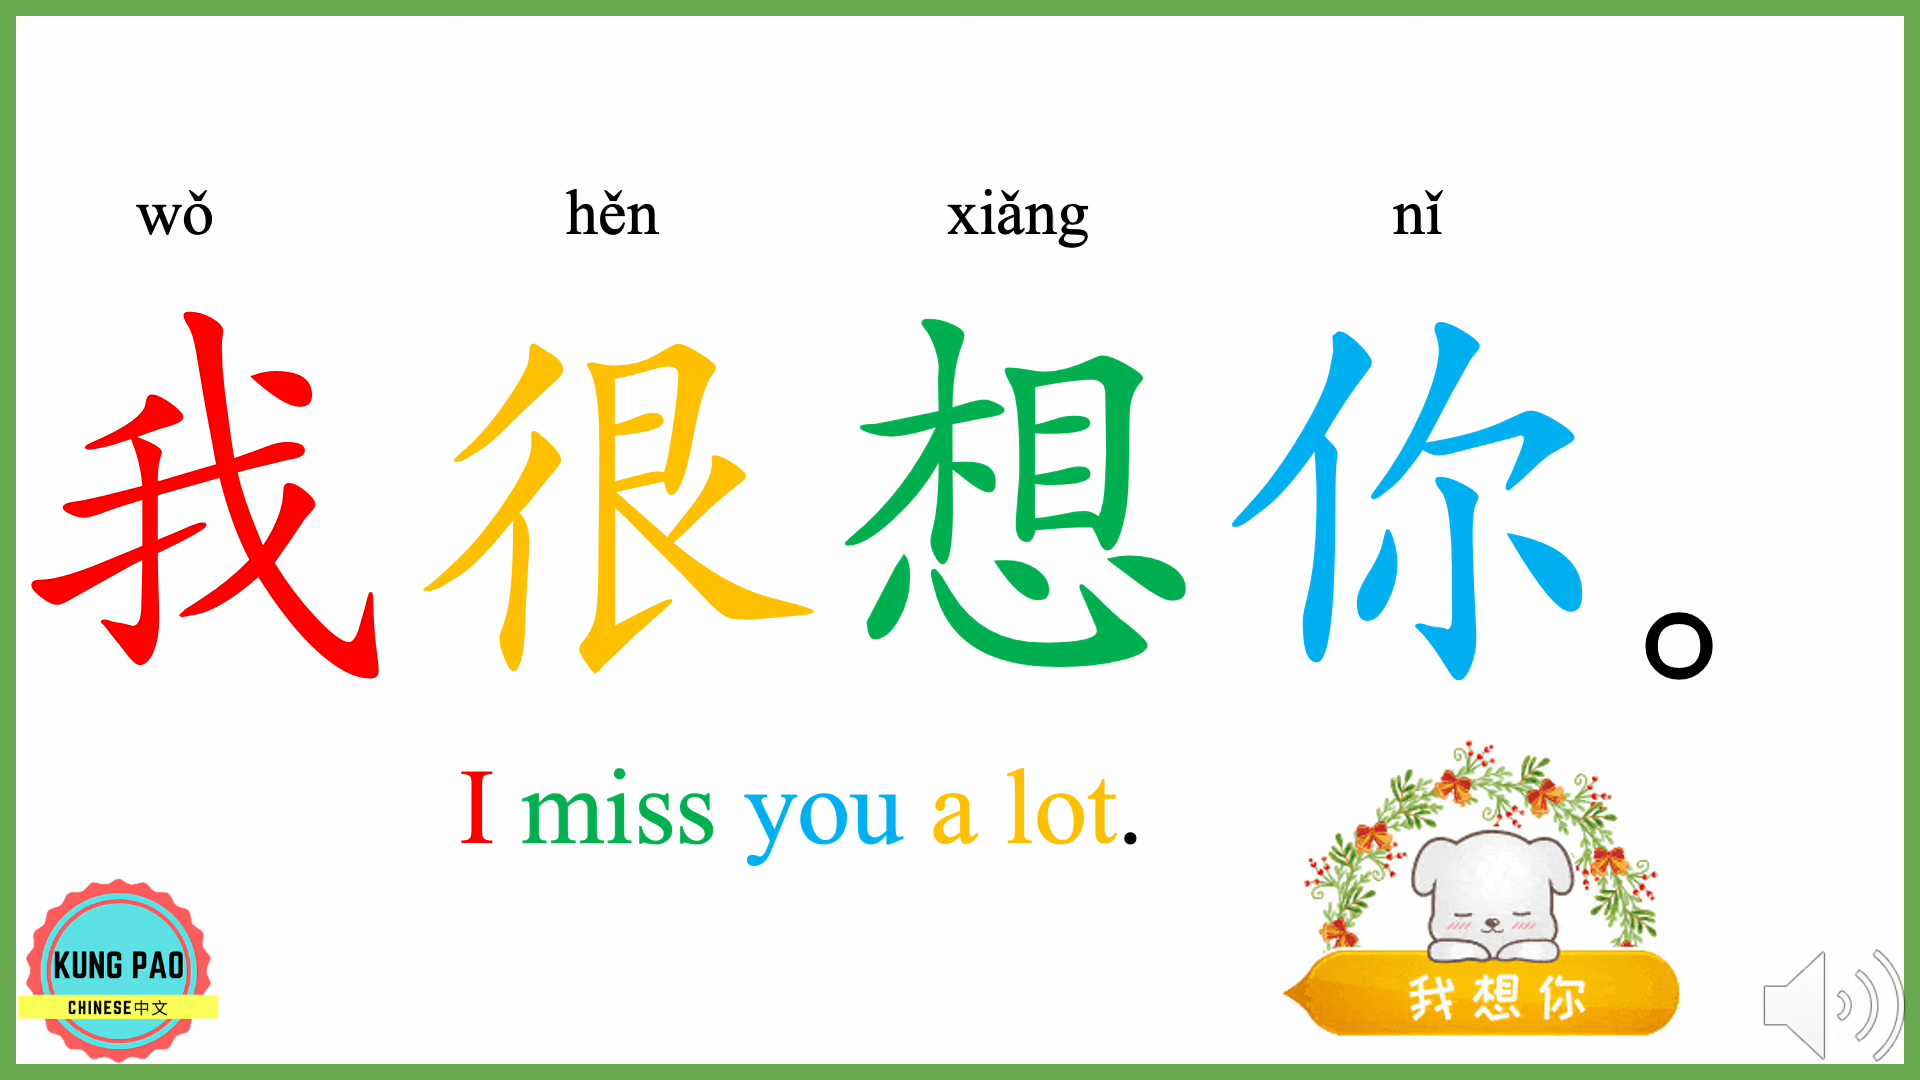 wǒ hěn xiǎng nǐ
我很想你。
I miss you a lot.
KUNG PAO
CHINESE中文
我想你